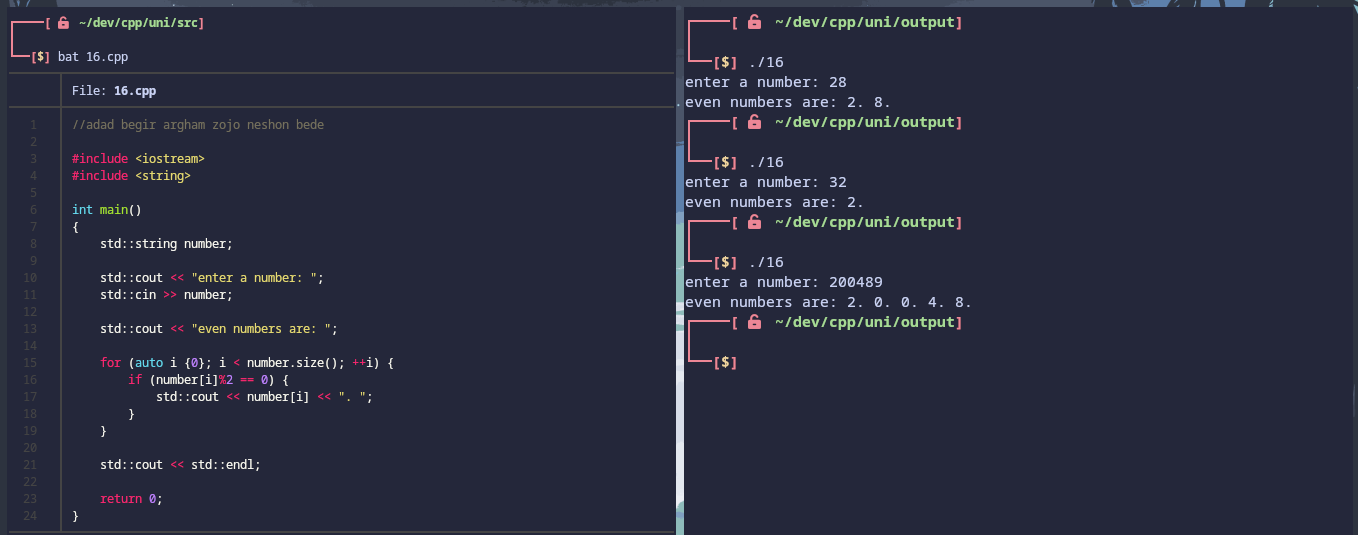 [ ~/dev/cpp/uni/src]
[$] bat 16.cpp
File: 16.cpp
1 //adad begir argham zojo neshon bede
2
3 #include <iostream>
4 #include <string>
5
6 int main()
7 {
8     std::string number;
9
10     std::cout << "enter a number: ";
11     std::cin >> number;
12
13     std::cout << "even numbers are: ";
14
15     for (auto i {0}; i < number.size(); ++i) {
16         if (number[i]%2 == 0) {
17             std::cout << number[i] << ". ";
18         }
19     }
20
21     std::cout << std::endl;
22
23     return 0;
24 }
[ ~/dev/cpp/uni/output]
[$] ./16
enter a number: 28
even numbers are: 2. 8.
[ ~/dev/cpp/uni/output]
[$] ./16
enter a number: 32
even numbers are: 2.
[ ~/dev/cpp/uni/output]
[$] ./16
enter a number: 200489
even numbers are: 2. 0. 0. 4. 8.
[ ~/dev/cpp/uni/output]
[$]